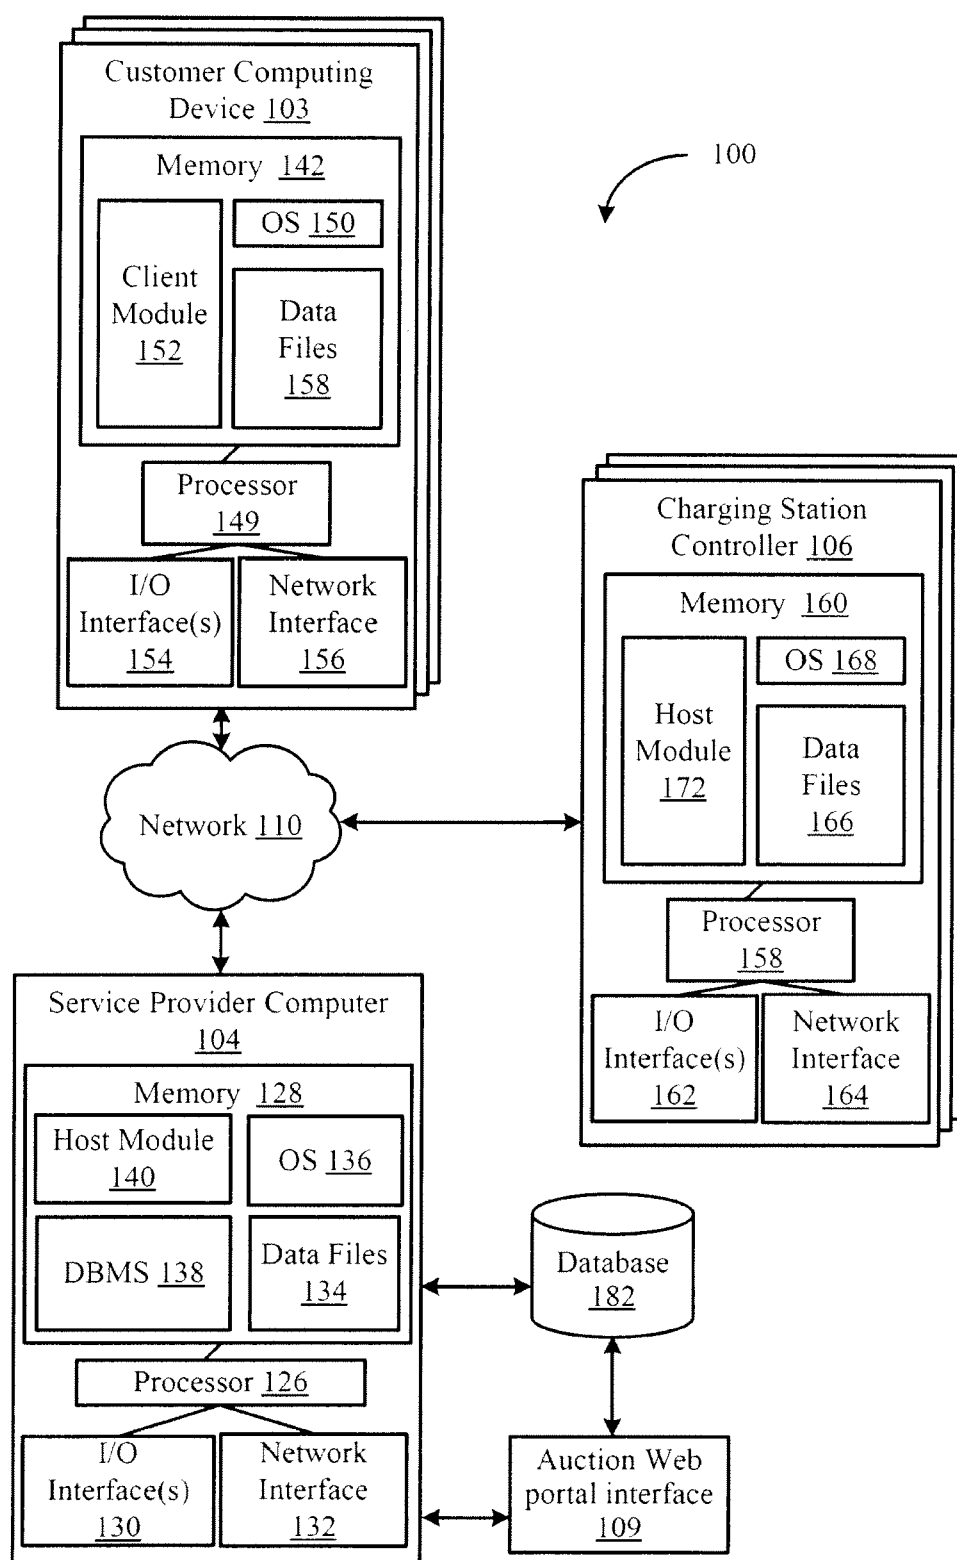 Customer Computing
Device 103
Memory 142
OS 150
Client
Module
152
Data
Files
158
Processor
149
I/O
Interface(s)
154
Network
Interface
156
100
Charging Station
Controller 106
Memory 160
OS 168
Host
Module
172
Data
Files
166
Processor
158
I/O
Interface(s)
162
Network
Interface
164
Network 110
Service Provider Computer
104
Memory 128
Host Module
140
OS 136
DBMS 138
Data Files
134
Processor 126
I/O
Interface(s)
130
Network
Interface
132
Database
182
Auction Web
portal interface
109